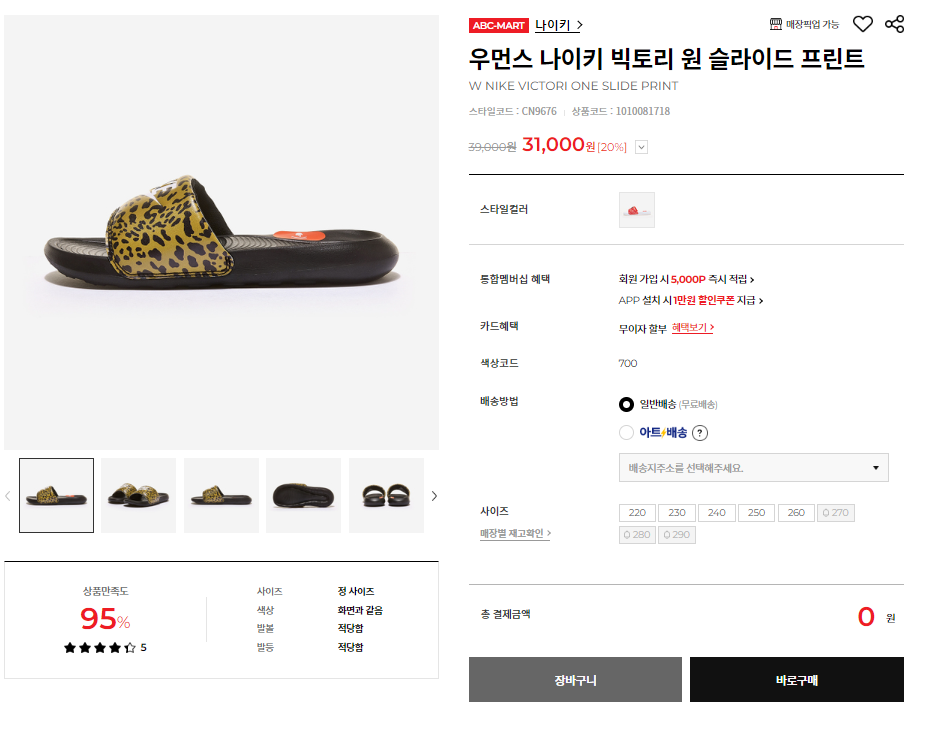 ABC-MART 나이키 >
매장픽업 가능
우먼스 나이키 빅토리 원 슬라이드 프린트
W NIKE VICTORI ONE SLIDE PRINT
스타일코드 : CN9676 | 상품코드 : 1010081718
39,000원 31,000원 [20%]
스타일컬러
통합멤버십 혜택
회원 가입 시 5,000P 즉시 적립 >
APP 설치 시 1만원 할인쿠폰 지급 >
카드혜택
무이자 할부 혜택보기 >
색상코드
700
배송방법
일반배송 (무료배송)
아트배송 ?
배송지주소를 선택해주세요.
사이즈
매장별 재고확인 >
220 230 240 250 260 270
280 290
총 결제금액
0 원
장바구니
바로구매
상품만족도
95%
5
사이즈 정 사이즈
색상 화면과 같음
발볼 적당함
발등 적당함